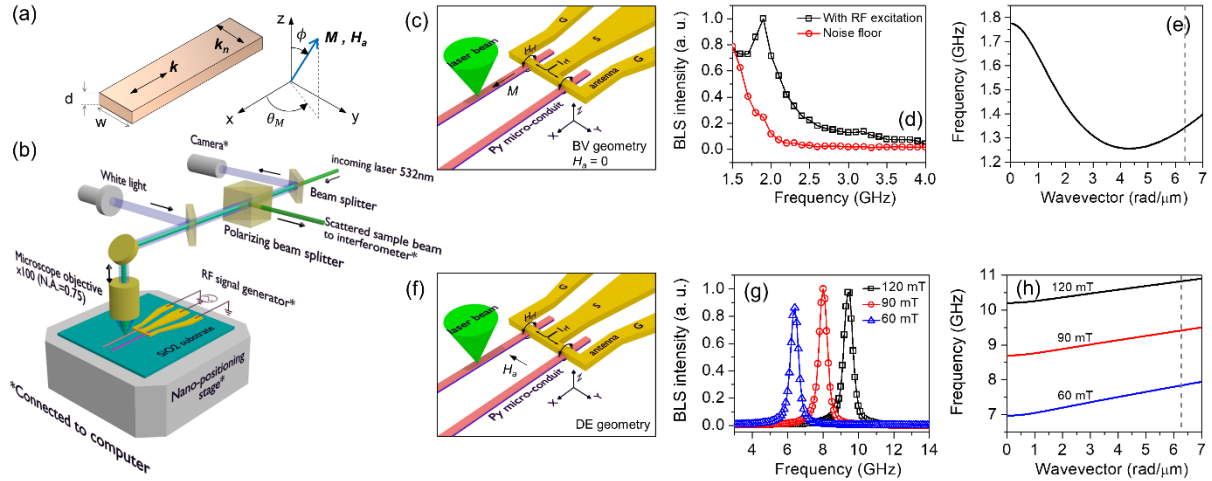 (a)
z
ϕ
M , Hₐ
kₙ
k
d
w
x
θ_M
y
(b)
Camera*
incoming laser 532nm
White light
Beam splitter
Scattered sample beam
to interferometer*
Polarizing beam splitter
Microscope objective
x100 (N.A.=0.75)
RF signal generator*
SiO2 substrate
Nano-positioning
stage*
*Connected to computer
(c)
laser beam
G
S
G
H_rf
I_rf
antenna
M
Py micro-conduit
Z
X
Y
BV geometry
Hₐ = 0
(d)
With RF excitation
Noise floor
BLS intensity (a. u.)
1.0
0.8
0.6
0.4
0.2
0.0
1.5 2.0 2.5 3.0 3.5 4.0
Frequency (GHz)
(e)
Frequency (GHz)
1.8
1.7
1.6
1.5
1.4
1.3
1.2
0 1 2 3 4 5 6 7
Wavevector (rad/μm)
(f)
laser beam
G
S
G
H_rf
I_rf
antenna
Hₐ
Py micro-conduit
Z
X
Y
DE geometry
(g)
120 mT
90 mT
60 mT
BLS intensity (a. u.)
1.0
0.8
0.6
0.4
0.2
0.0
4 6 8 10 12 14
Frequency (GHz)
(h)
Frequency (GHz)
11
10
9
8
7
120 mT
90 mT
60 mT
0 1 2 3 4 5 6 7
Wavevector (rad/μm)